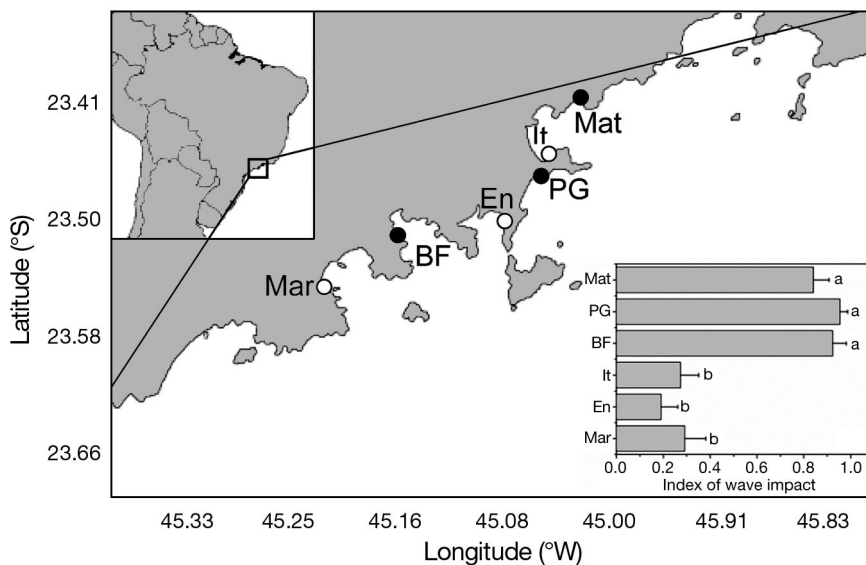 23.41
23.50
23.58
23.66
Latitude (°S)
Mat
It
PG
En
BF
Mar
Mat
a
PG
a
BF
a
It
b
En
b
Mar
b
0.0 0.2 0.4 0.6 0.8 1.0
Index of wave impact
45.33 45.25 45.16 45.08 45.00 45.91 45.83
Longitude (°W)